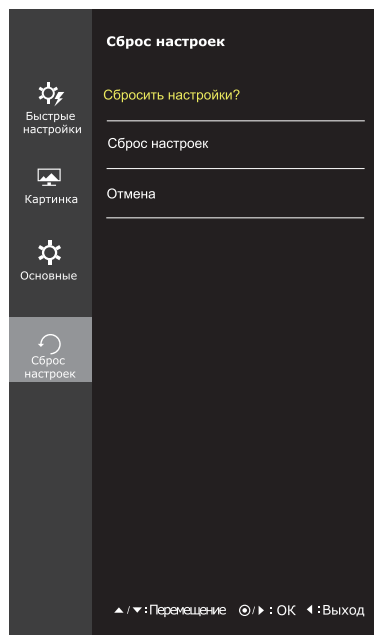 Сброс настроек
Быстрые
настройки
Картинка
Основные
Сброс
настроек
Сбросить настройки?
Сброс настроек
Отмена
▲/▼:Перемещение ◉/▶:OK ◀:Выход